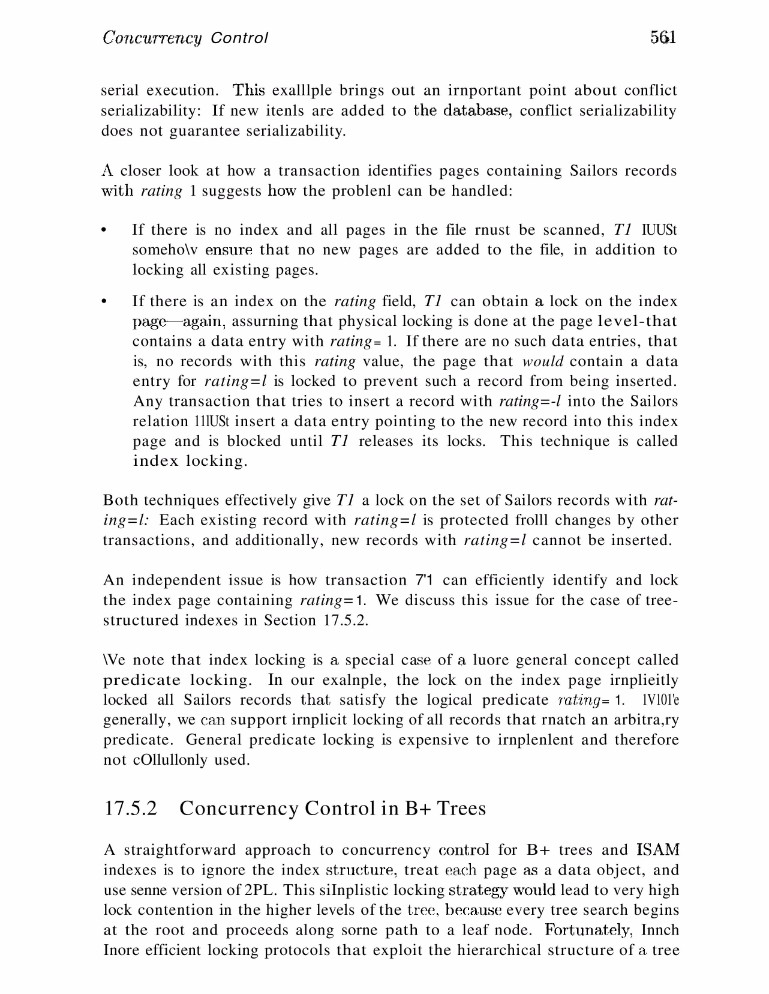 Concurrency Control 561
serial execution. This exalllple brings out an irnportant point about conflict
serializability: If new itenls are added to the database, conflict serializability
does not guarantee serializability.
A closer look at how a transaction identifies pages containing Sailors records
with rating 1 suggests how the problenl can be handled:
• If there is no index and all pages in the file rnust be scanned, T1 IUUSt
someho\v ensure that no new pages are added to the file, in addition to
locking all existing pages.
• If there is an index on the rating field, T1 can obtain a lock on the index
page—again, assurning that physical locking is done at the page level-that
contains a data entry with rating= 1. If there are no such data entries, that
is, no records with this rating value, the page that would contain a data
entry for rating=l is locked to prevent such a record from being inserted.
Any transaction that tries to insert a record with rating=-l into the Sailors
relation 111USt insert a data entry pointing to the new record into this index
page and is blocked until T1 releases its locks. This technique is called
index locking.
Both techniques effectively give T1 a lock on the set of Sailors records with rat-
ing=l: Each existing record with rating=l is protected frolll changes by other
transactions, and additionally, new records with rating=l cannot be inserted.
An independent issue is how transaction 7'1 can efficiently identify and lock
the index page containing rating=1. We discuss this issue for the case of tree-
structured indexes in Section 17.5.2.
\Ve note that index locking is a special case of a luore general concept called
predicate locking. In our exalnple, the lock on the index page irnplieitly
locked all Sailors records that satisfy the logical predicate rating= 1. 1V101'e
generally, we can support irnplicit locking of all records that rnatch an arbitra,ry
predicate. General predicate locking is expensive to irnplenlent and therefore
not cOllullonly used.
17.5.2 Concurrency Control in B+ Trees
A straightforward approach to concurrency control for B+ trees and ISAM
indexes is to ignore the index structure, treat each page as a data object, and
use senne version of 2PL. This siInplistic locking strategy would lead to very high
lock contention in the higher levels of the tree, because every tree search begins
at the root and proceeds along sorne path to a leaf node. Fortunately, Innch
Inore efficient locking protocols that exploit the hierarchical structure of a tree